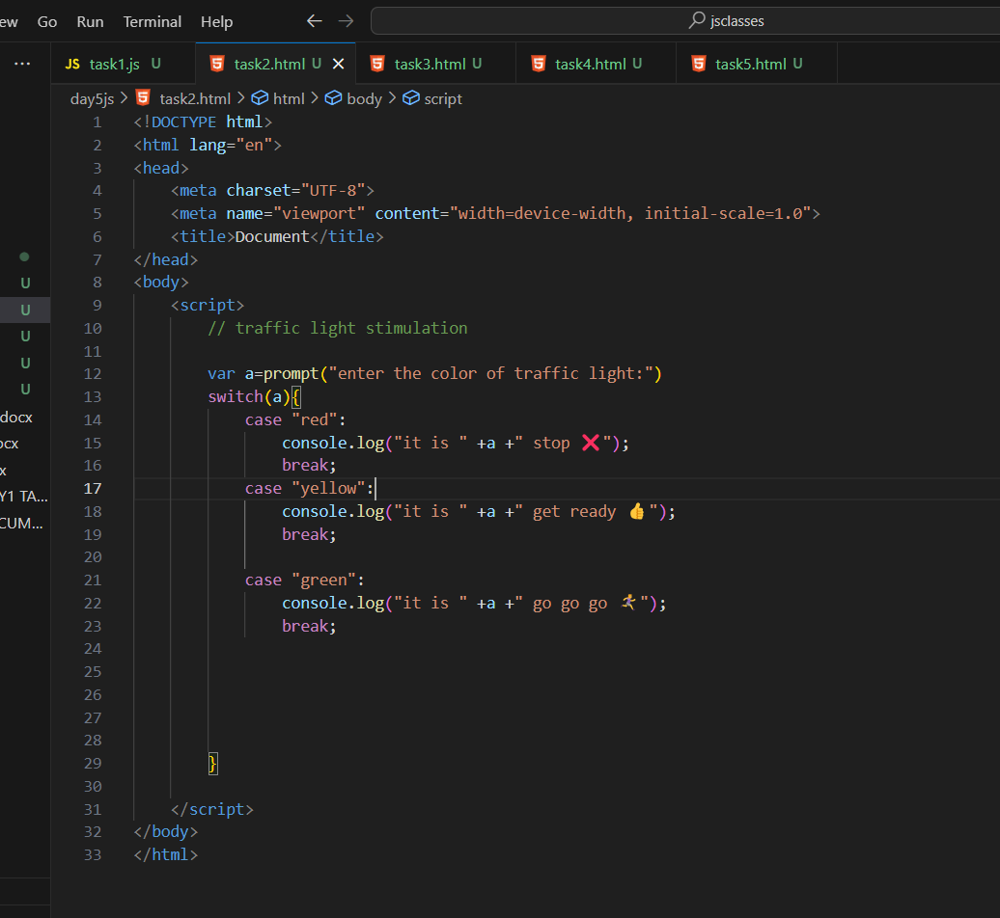 ew Go Run Terminal Help ← → jsclasses
... JS task1.js U task2.html U × task3.html U task4.html U task5.html U
day5js > task2.html > html > body > script
1 <!DOCTYPE html>
2 <html lang="en">
3 <head>
4 <meta charset="UTF-8">
5 <meta name="viewport" content="width=device-width, initial-scale=1.0">
6 <title>Document</title>
7 </head>
8 <body>
9 <script>
10 // traffic light stimulation
11
12 var a=prompt("enter the color of traffic light:")
13 switch(a){
14 case "red":
15 console.log("it is " +a +" stop ❌");
16 break;
17 case "yellow":
18 console.log("it is " +a +" get ready 👍");
19 break;
20
21 case "green":
22 console.log("it is " +a +" go go go 🏃");
23 break;
24
25
26
27
28
29 }
30
31 </script>
32 </body>
33 </html>
U
U
U
U
U
docx
ocx
x
Y1 TA...
CUM...